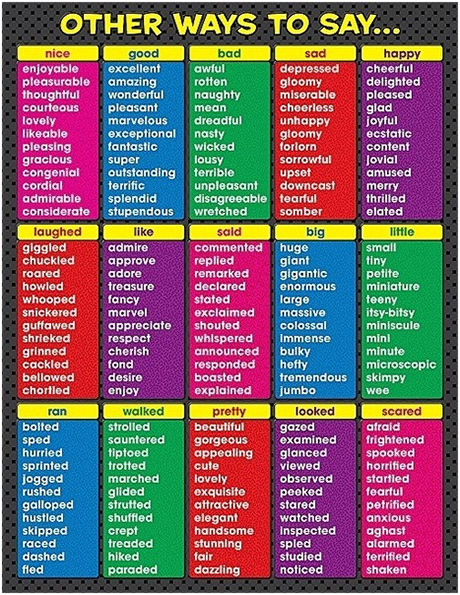 OTHER WAYS TO SAY...
nice
enjoyable
pleasurable
thoughtful
courteous
lovely
likeable
pleasing
gracious
congenial
cordial
admirable
considerate
good
excellent
amazing
wonderful
pleasant
marvelous
exceptional
fantastic
super
outstanding
terrific
splendid
stupendous
bad
awful
rotten
naughty
mean
dreadful
nasty
wicked
lousy
terrible
unpleasant
disagreeable
wretched
sad
depressed
gloomy
miserable
cheerless
unhappy
gloomy
forlorn
sorrowful
upset
downcast
tearful
somber
happy
cheerful
delighted
pleased
glad
joyful
ecstatic
content
jovial
amused
merry
thrilled
elated
laughed
giggled
chuckled
roared
howled
whooped
snickered
guffawed
shrieked
grinned
cackled
bellowed
chortled
like
admire
approve
adore
treasure
fancy
marvel
appreciate
respect
cherish
fond
desire
enjoy
said
commented
replied
remarked
declared
stated
exclaimed
shouted
whispered
announced
responded
boasted
explained
big
huge
giant
gigantic
enormous
large
massive
colossal
immense
bulky
hefty
tremendous
jumbo
little
small
tiny
petite
miniature
teeny
itsy-bitsy
miniscule
mini
minute
microscopic
skimpy
wee
ran
bolted
sped
hurried
sprinted
jogged
rushed
galloped
hustled
skipped
raced
dashed
fled
walked
strolled
sauntered
tiptoed
trotted
marched
glided
strutted
shuffled
crept
treaded
hiked
paraded
pretty
beautiful
gorgeous
appealing
cute
lovely
exquisite
attractive
elegant
handsome
stunning
fair
dazzling
looked
gazed
examined
glanced
viewed
observed
peeked
stared
watched
inspected
spied
studied
noticed
scared
afraid
frightened
spooked
horrified
startled
fearful
petrified
anxious
aghast
alarmed
terrified
shaken